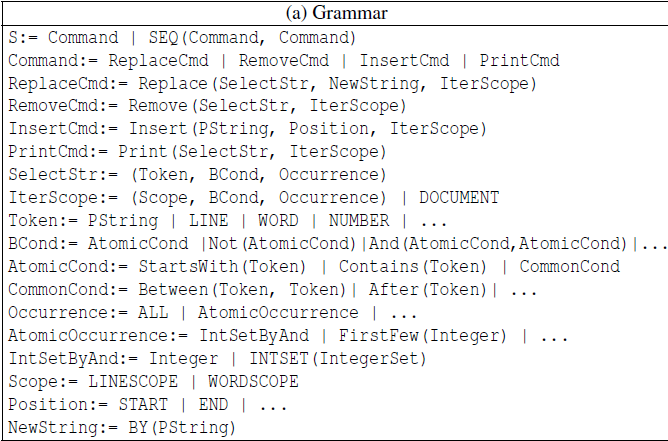 (a) Grammar
S:= Command | SEQ(Command, Command)
Command:= ReplaceCmd | RemoveCmd | InsertCmd | PrintCmd
ReplaceCmd:= Replace(SelectStr, NewString, IterScope)
RemoveCmd:= Remove(SelectStr, IterScope)
InsertCmd:= Insert(PString, Position, IterScope)
PrintCmd:= Print(SelectStr, IterScope)
SelectStr:= (Token, BCond, Occurrence)
IterScope:= (Scope, BCond, Occurrence) | DOCUMENT
Token:= PString | LINE | WORD | NUMBER | ...
BCond:= AtomicCond |Not(AtomicCond)|And(AtomicCond,AtomicCond)|...
AtomicCond:= StartsWith(Token) | Contains(Token) | CommonCond
CommonCond:= Between(Token, Token)| After(Token)| ...
Occurrence:= ALL | AtomicOccurrence | ...
AtomicOccurrence:= IntSetByAnd | FirstFew(Integer) | ...
IntSetByAnd:= Integer | INTSET(IntegerSet)
Scope:= LINESCOPE | WORDSCOPE
Position:= START | END | ...
NewString:= BY(PString)